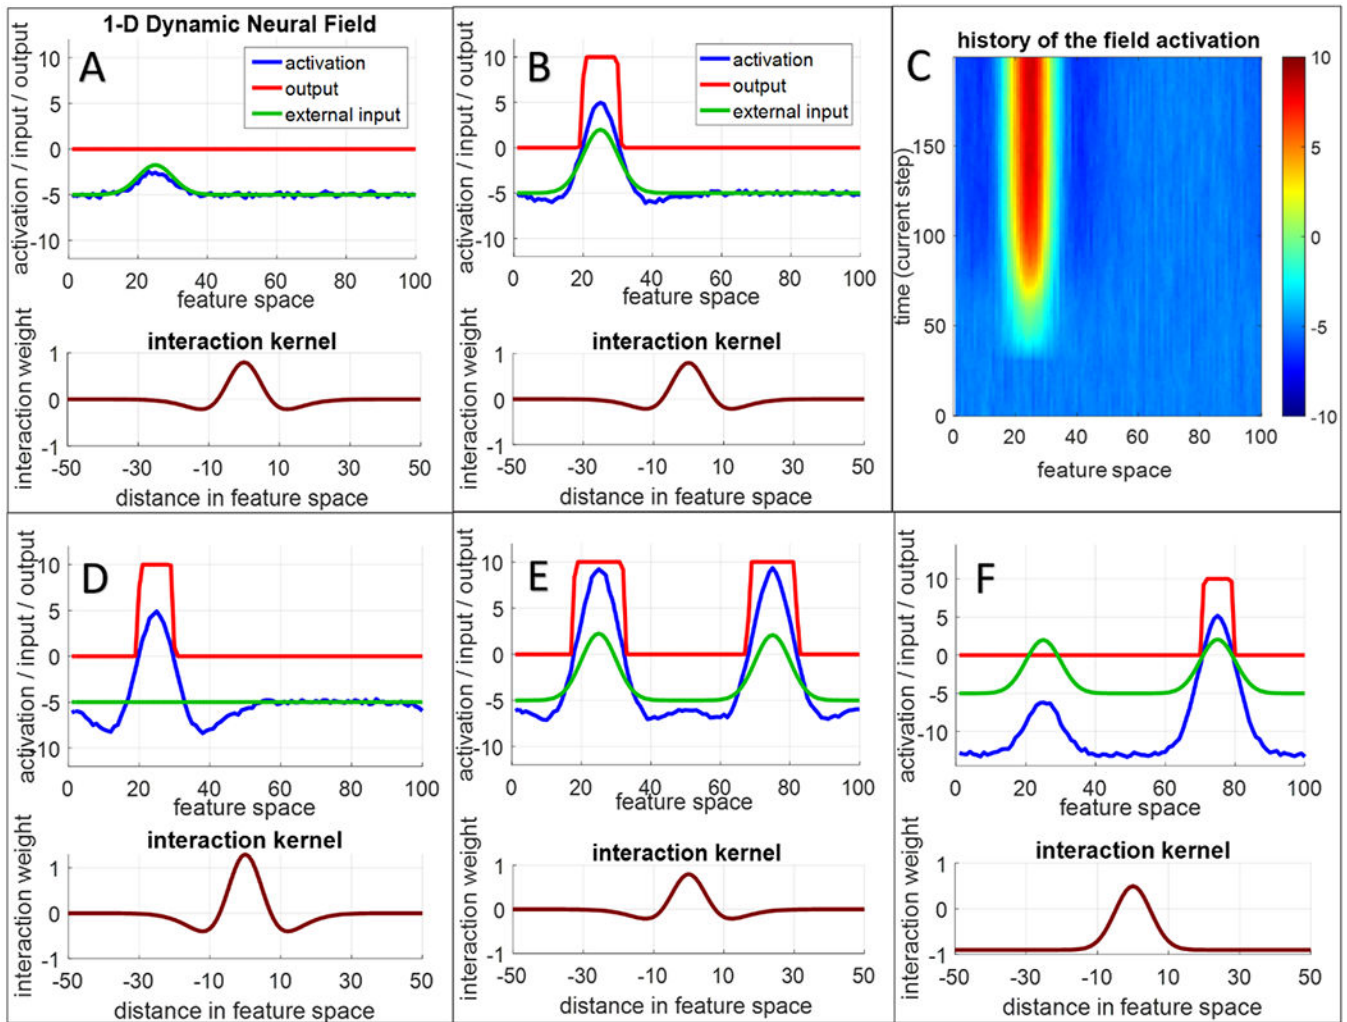 1-D Dynamic Neural Field
A
activation
output
external input
activation / input / output
10
5
0
-5
-10
0 20 40 60 80 100
feature space
interaction kernel
interaction weight
1
0
-1
-50 -30 -10 10 30 50
distance in feature space
B
activation
output
external input
activation / input / output
10
5
0
-5
-10
0 20 40 60 80 100
feature space
interaction kernel
interaction weight
1
0
-1
-50 -30 -10 10 30 50
distance in feature space
C
history of the field activation
time (current step)
150
100
50
0
0 20 40 60 80 100
feature space
10
5
0
-5
-10
D
activation / input / output
10
5
0
-5
-10
0 20 40 60 80 100
feature space
interaction kernel
interaction weight
1
0
-1
-50 -30 -10 10 30 50
distance in feature space
E
activation / input / output
10
5
0
-5
-10
0 20 40 60 80 100
feature space
interaction kernel
interaction weight
1
0
-1
-50 -30 -10 10 30 50
distance in feature space
F
activation / input / output
10
5
0
-5
-10
0 20 40 60 80 100
feature space
interaction kernel
interaction weight
1
0
-1
-50 -30 -10 10 30 50
distance in feature space